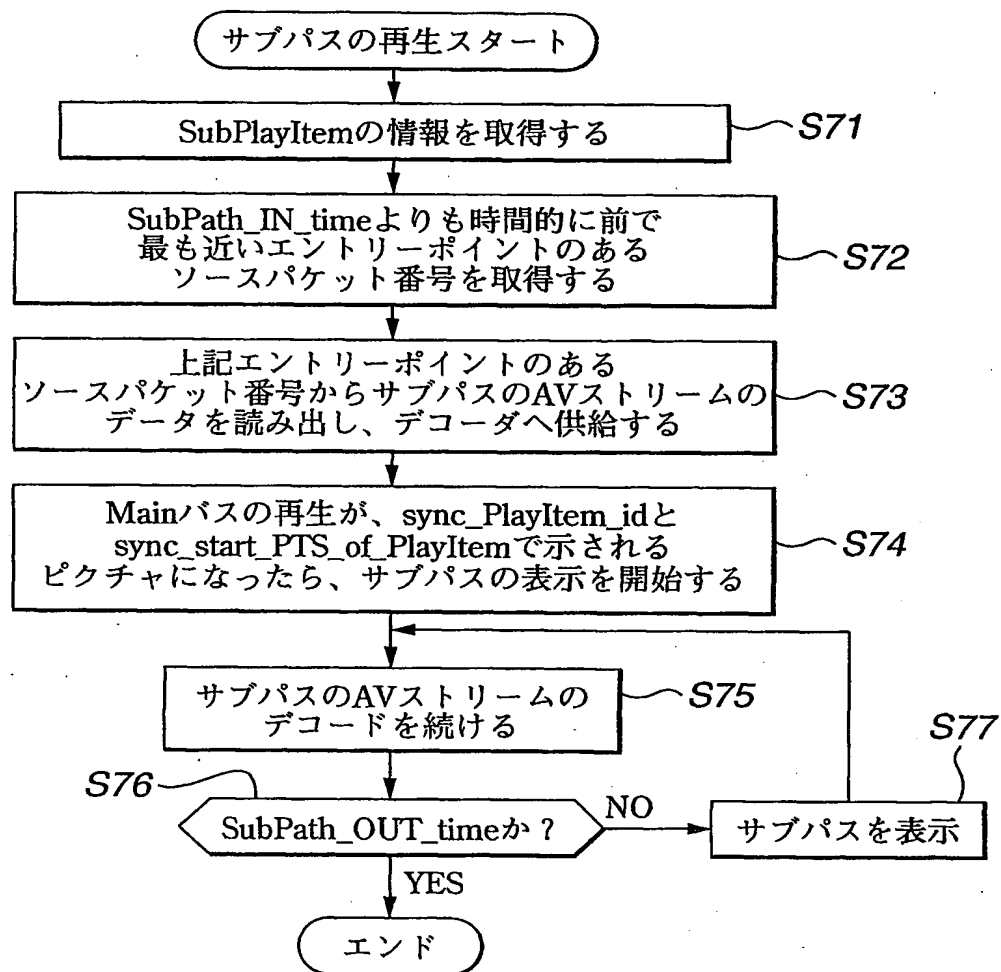 サブパスの再生スタート
SubPlayItemの情報を取得する
S71
SubPath_IN_timeよりも時間的に前で
最も近いエントリーポイントのある
ソースパケット番号を取得する
S72
上記エントリーポイントのある
ソースパケット番号からサブパスのAVストリームの
データを読み出し、デコーダへ供給する
S73
Mainパスの再生が、sync_PlayItem_idと
sync_start_PTS_of_PlayItemで示される
ピクチャになったら、サブパスの表示を開始する
S74
サブパスのAVストリームの
デコードを続ける
S75
S76
SubPath_OUT_timeか？
NO
サブパスを表示
S77
YES
エンド